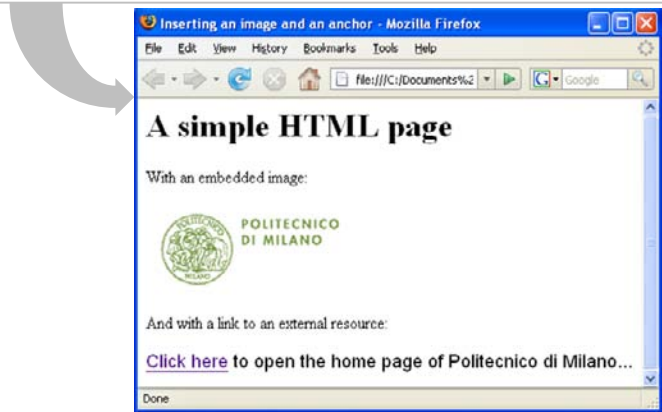 Inserting an image and an anchor - Mozilla Firefox
File Edit View History Bookmarks Tools Help
file:///C:/Documents%2 G Google
A simple HTML page
With an embedded image:
POLITECNICO
DI MILANO
POLITECNICO
MILANO
And with a link to an external resource:
Click here to open the home page of Politecnico di Milano...
Done